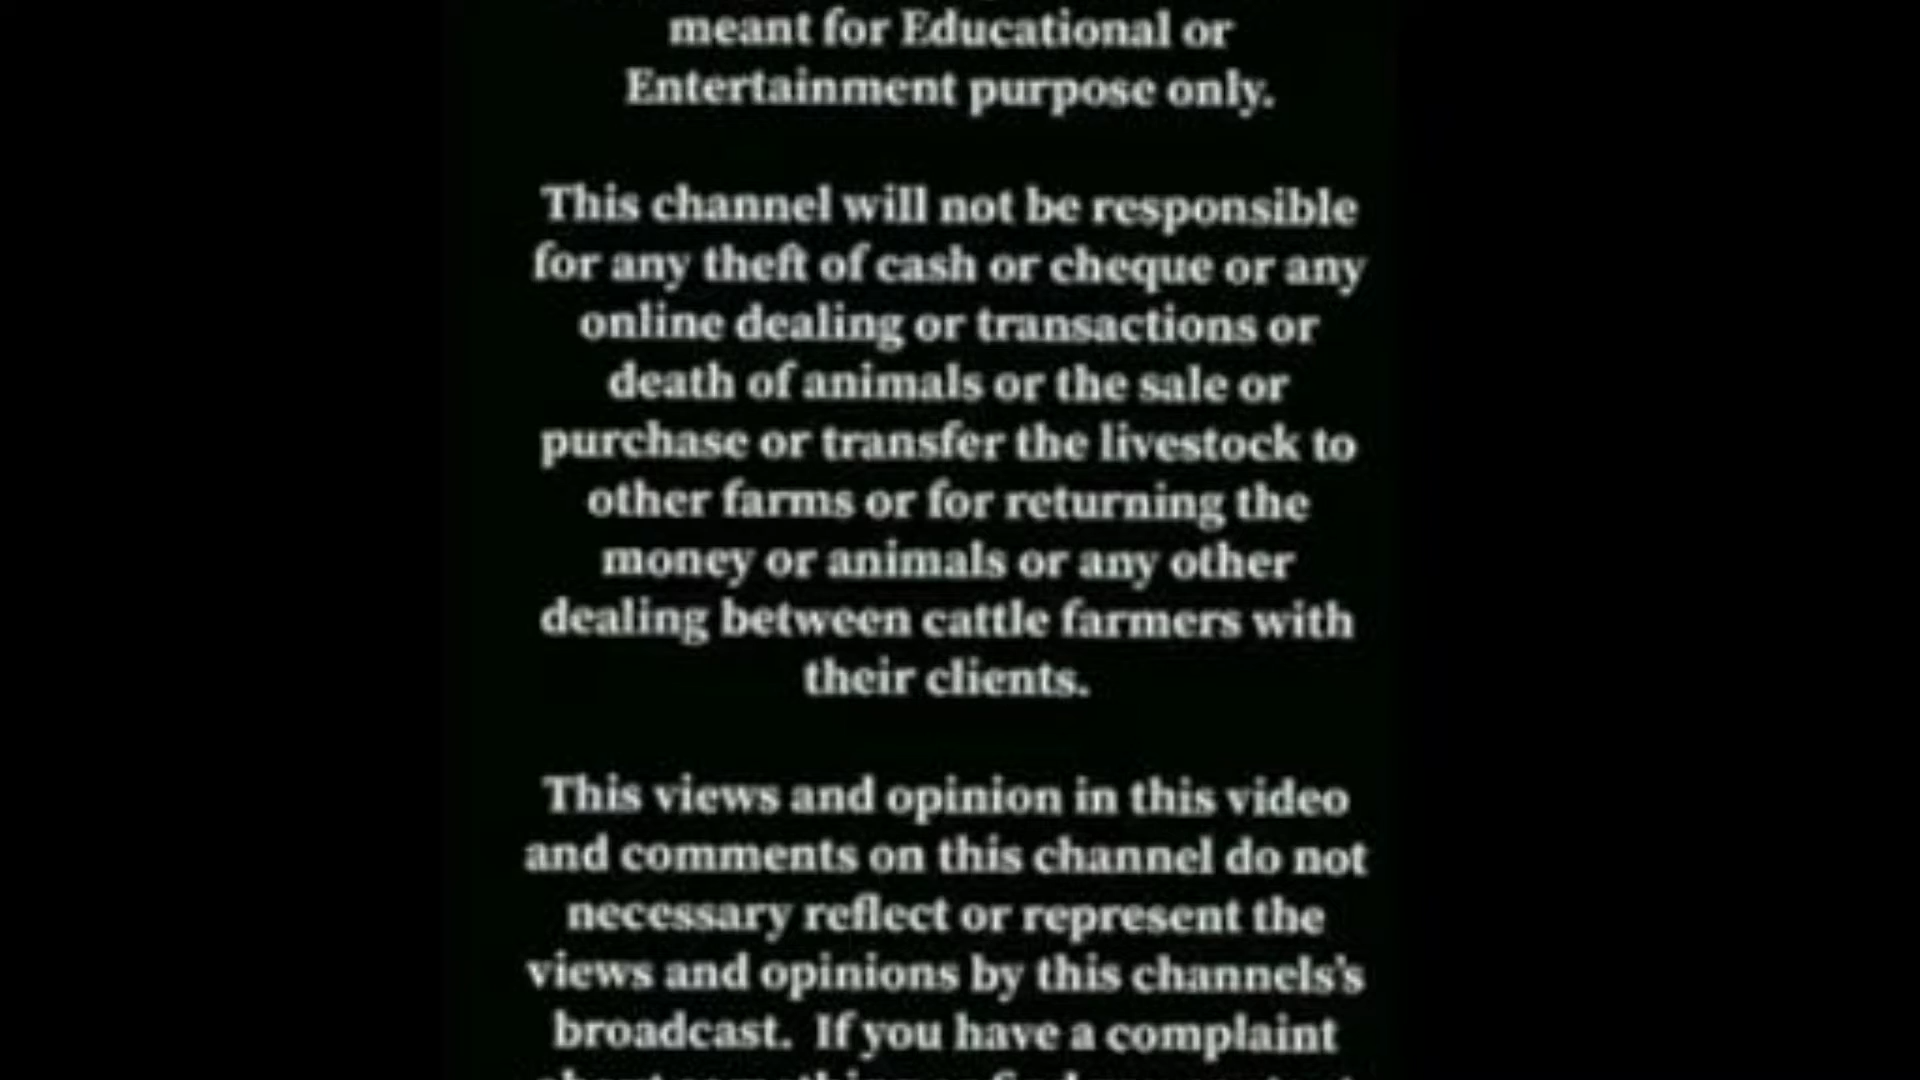 meant for Educational or
Entertainment purpose only.
This channel will not be responsible
for any theft of cash or cheque or any
online dealing or transactions or
death of animals or the sale or
purchase or transfer the livestock to
other farms or for returning the
money or animals or any other
dealing between cattle farmers with
their clients.
This views and opinion in this video
and comments on this channel do not
necessary reflect or represent the
views and opinions by this channels's
broadcast. If you have a complaint